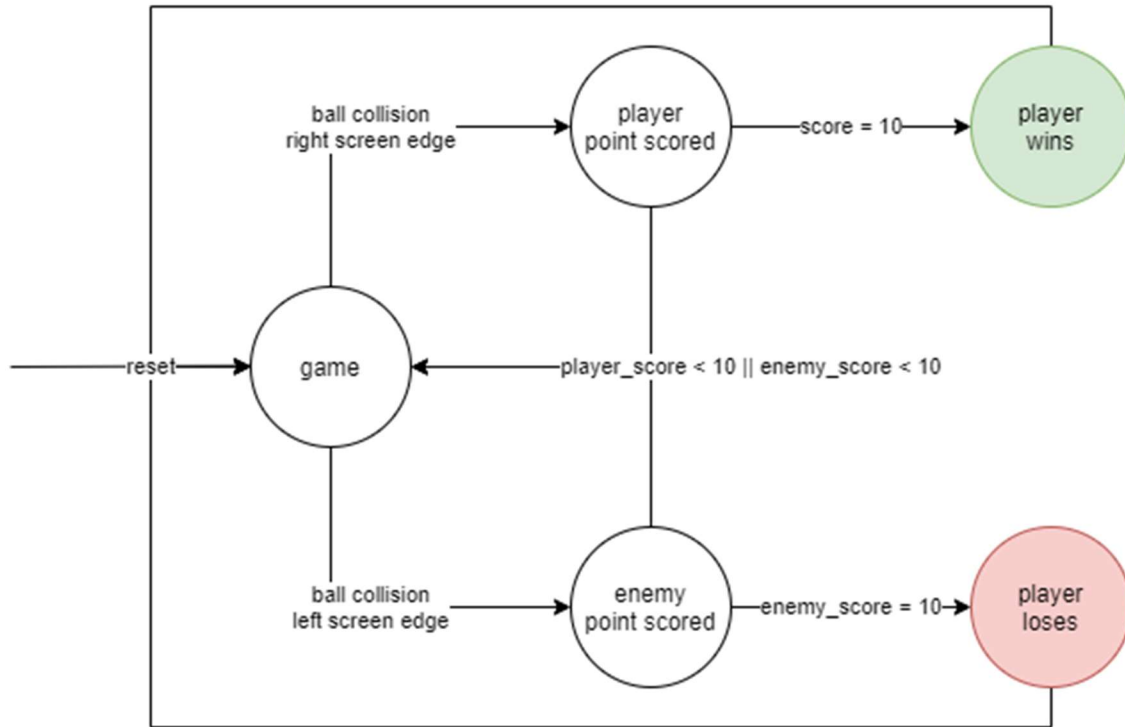 ball collision
right screen edge
player
point scored
score = 10
player
wins
reset
game
player_score < 10 || enemy_score < 10
ball collision
left screen edge
enemy
point scored
enemy_score = 10
player
loses